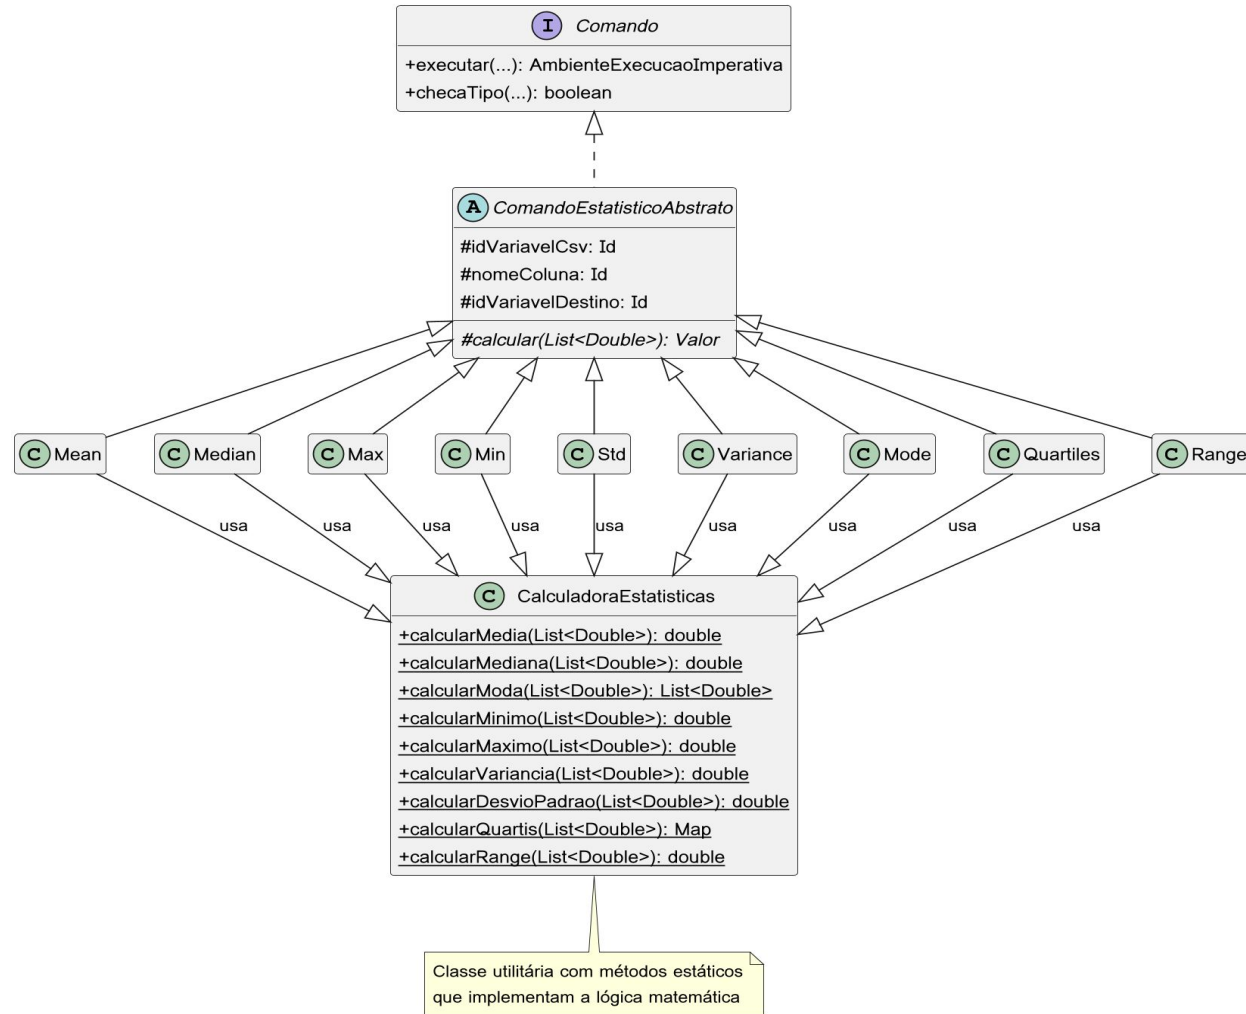 I Comando
+executar(...): AmbienteExecucaoImperativa
+checaTipo(...): boolean
A ComandoEstatisticoAbstrato
#idVariavelCsv: Id
#nomeColuna: Id
#idVariavelDestino: Id
#calcular(List<Double>): Valor
C Mean C Median C Max C Min C Std C Variance C Mode C Quartiles C Range
usa usa usa usa usa usa usa usa usa
C CalculadoraEstatisticas
+calcularMedia(List<Double>): double
+calcularMediana(List<Double>): double
+calcularModa(List<Double>): List<Double>
+calcularMinimo(List<Double>): double
+calcularMaximo(List<Double>): double
+calcularVariancia(List<Double>): double
+calcularDesvioPadrao(List<Double>): double
+calcularQuartis(List<Double>): Map
+calcularRange(List<Double>): double
Classe utilitária com métodos estáticos
que implementam a lógica matemática